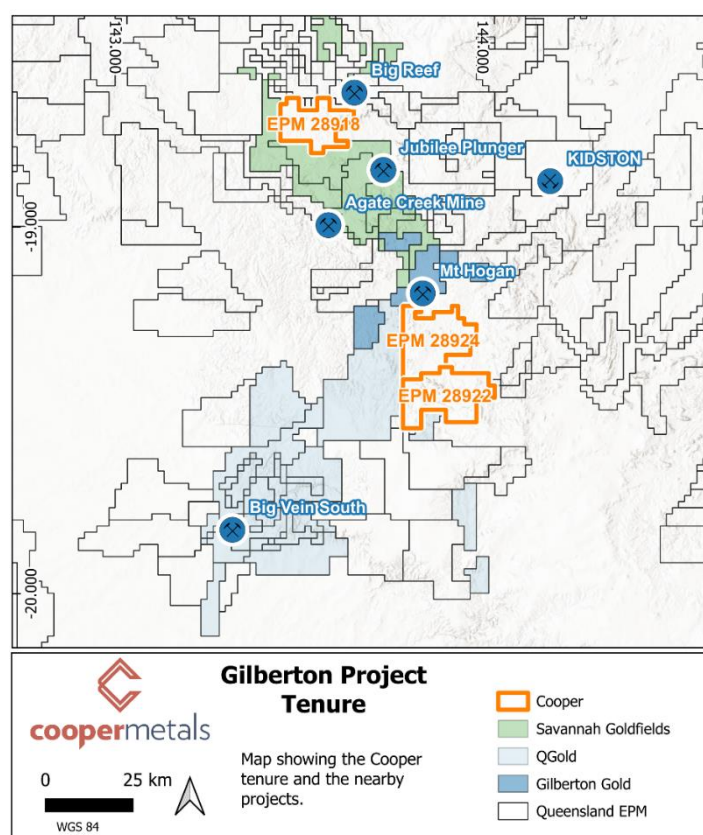 143.000
144.000
Big Reef
EPM 28918
Jubilee Plunger
KIDSTON
Agate Creek Mine
-19.000
Mt Hogan
EPM 28924
EPM 28922
Big Vein South
-20.000
coopermetals
0 25 km
WGS 84
Gilberton Project
Tenure
Map showing the Cooper
tenure and the nearby
projects.
Cooper
Savannah Goldfields
QGold
Gilberton Gold
Queensland EPM